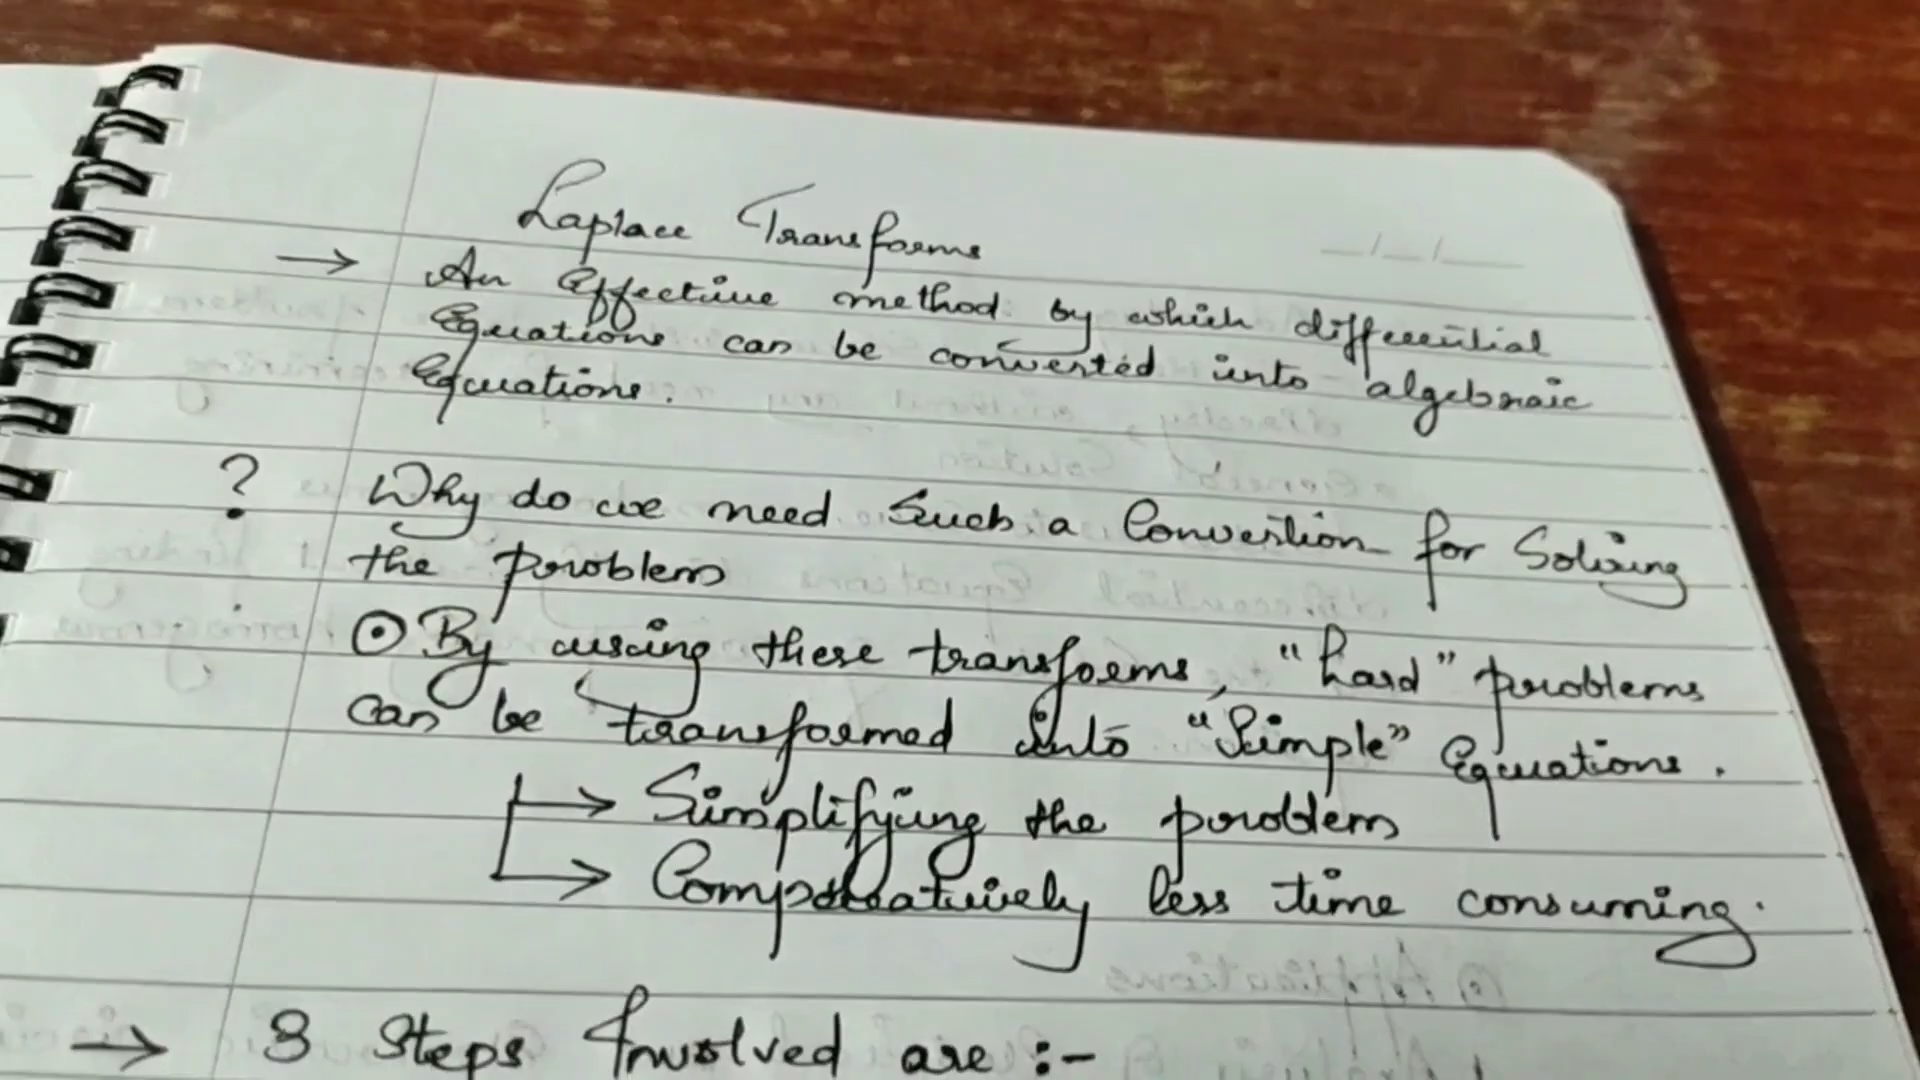 Laplace Transforms
→ An Effective method by which differential
Equations can be converted into algebraic
Equations.
? Why do we need Such a Convertion for Solving
the problem
⊙ By using these transforms, "hard" problems
can be transformed into "Simple" Equations.
→ Simplifying the problem
→ Comparatively less time consuming.
→ 3 Steps Involved are :-